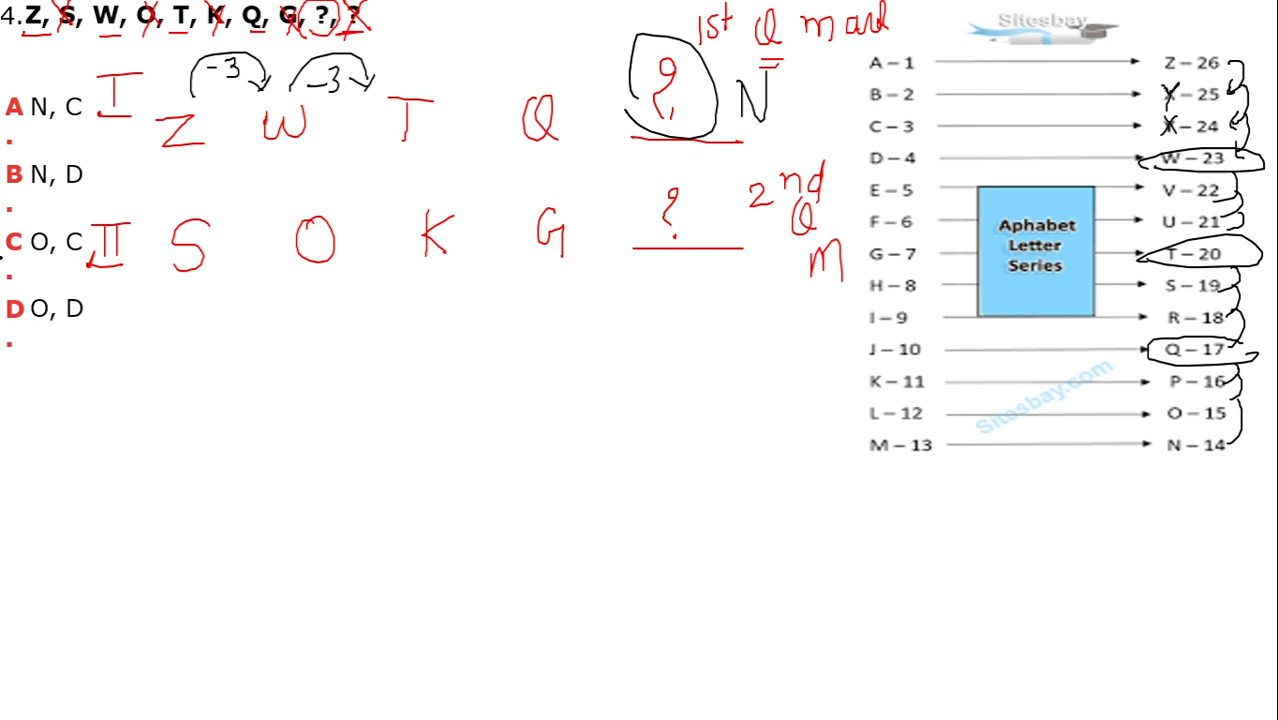 4.Z, S, W, O, T, K, Q, G, ?, ?
1st Q mark
A. N, C
B. N, D
C. O, C
D. O, D
I Z W T Q ? N
-3 -3
II S O K G ? 2nd Q M
Sitesbay
A – 1 Z – 26
B – 2 Y – 25
C – 3 X – 24
D – 4 W – 23
E – 5 V – 22
F – 6 U – 21
G – 7 T – 20
H – 8 S – 19
I – 9 R – 18
J – 10 Q – 17
K – 11 P – 16
L – 12 O – 15
M – 13 N – 14
Aphabet
Letter
Series
Sitesbay.com